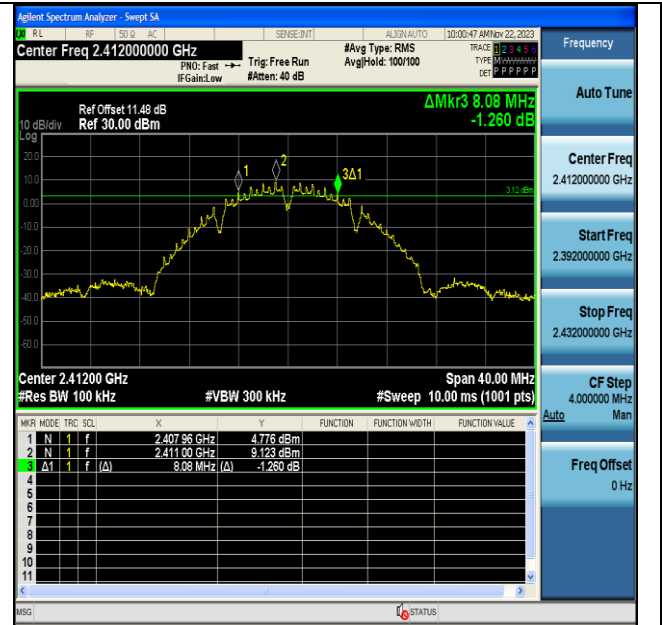 Agilent Spectrum Analyzer - Swept SA
RL RF 50 Ω AC SENSE:INT ALIGN AUTO 10:00:47 AM Nov 22, 2023
Center Freq 2.412000000 GHz
PNO: Fast
IFGain:Low
Trig: Free Run
#Atten: 40 dB
#Avg Type: RMS
Avg|Hold: 100/100
TRACE 1 2 3 4 5 6
TYPE M
DET P P P P P P
Ref Offset 11.48 dB
10 dB/div Ref 30.00 dBm
Log
ΔMkr3 8.08 MHz
-1.260 dB
20.0
0.00
-10.0
-20.0
-30.0
-40.0
-50.0
-60.0
1
2
3Δ1
3.12 dBm
Center 2.41200 GHz Span 40.00 MHz
#Res BW 100 kHz #VBW 300 kHz #Sweep 10.00 ms (1001 pts)
MKR MODE TRC SCL X Y FUNCTION FUNCTION WIDTH FUNCTION VALUE
1 N 1 f 2.407 96 GHz 4.776 dBm
2 N 1 f 2.411 00 GHz 9.123 dBm
3 Δ1 1 f (Δ) 8.08 MHz (Δ) -1.260 dB
4
5
6
7
8
9
10
11
MSG STATUS
Frequency
Auto Tune
Center Freq
2.412000000 GHz
Start Freq
2.392000000 GHz
Stop Freq
2.432000000 GHz
CF Step
4.000000 MHz
Auto Man
Freq Offset
0 Hz